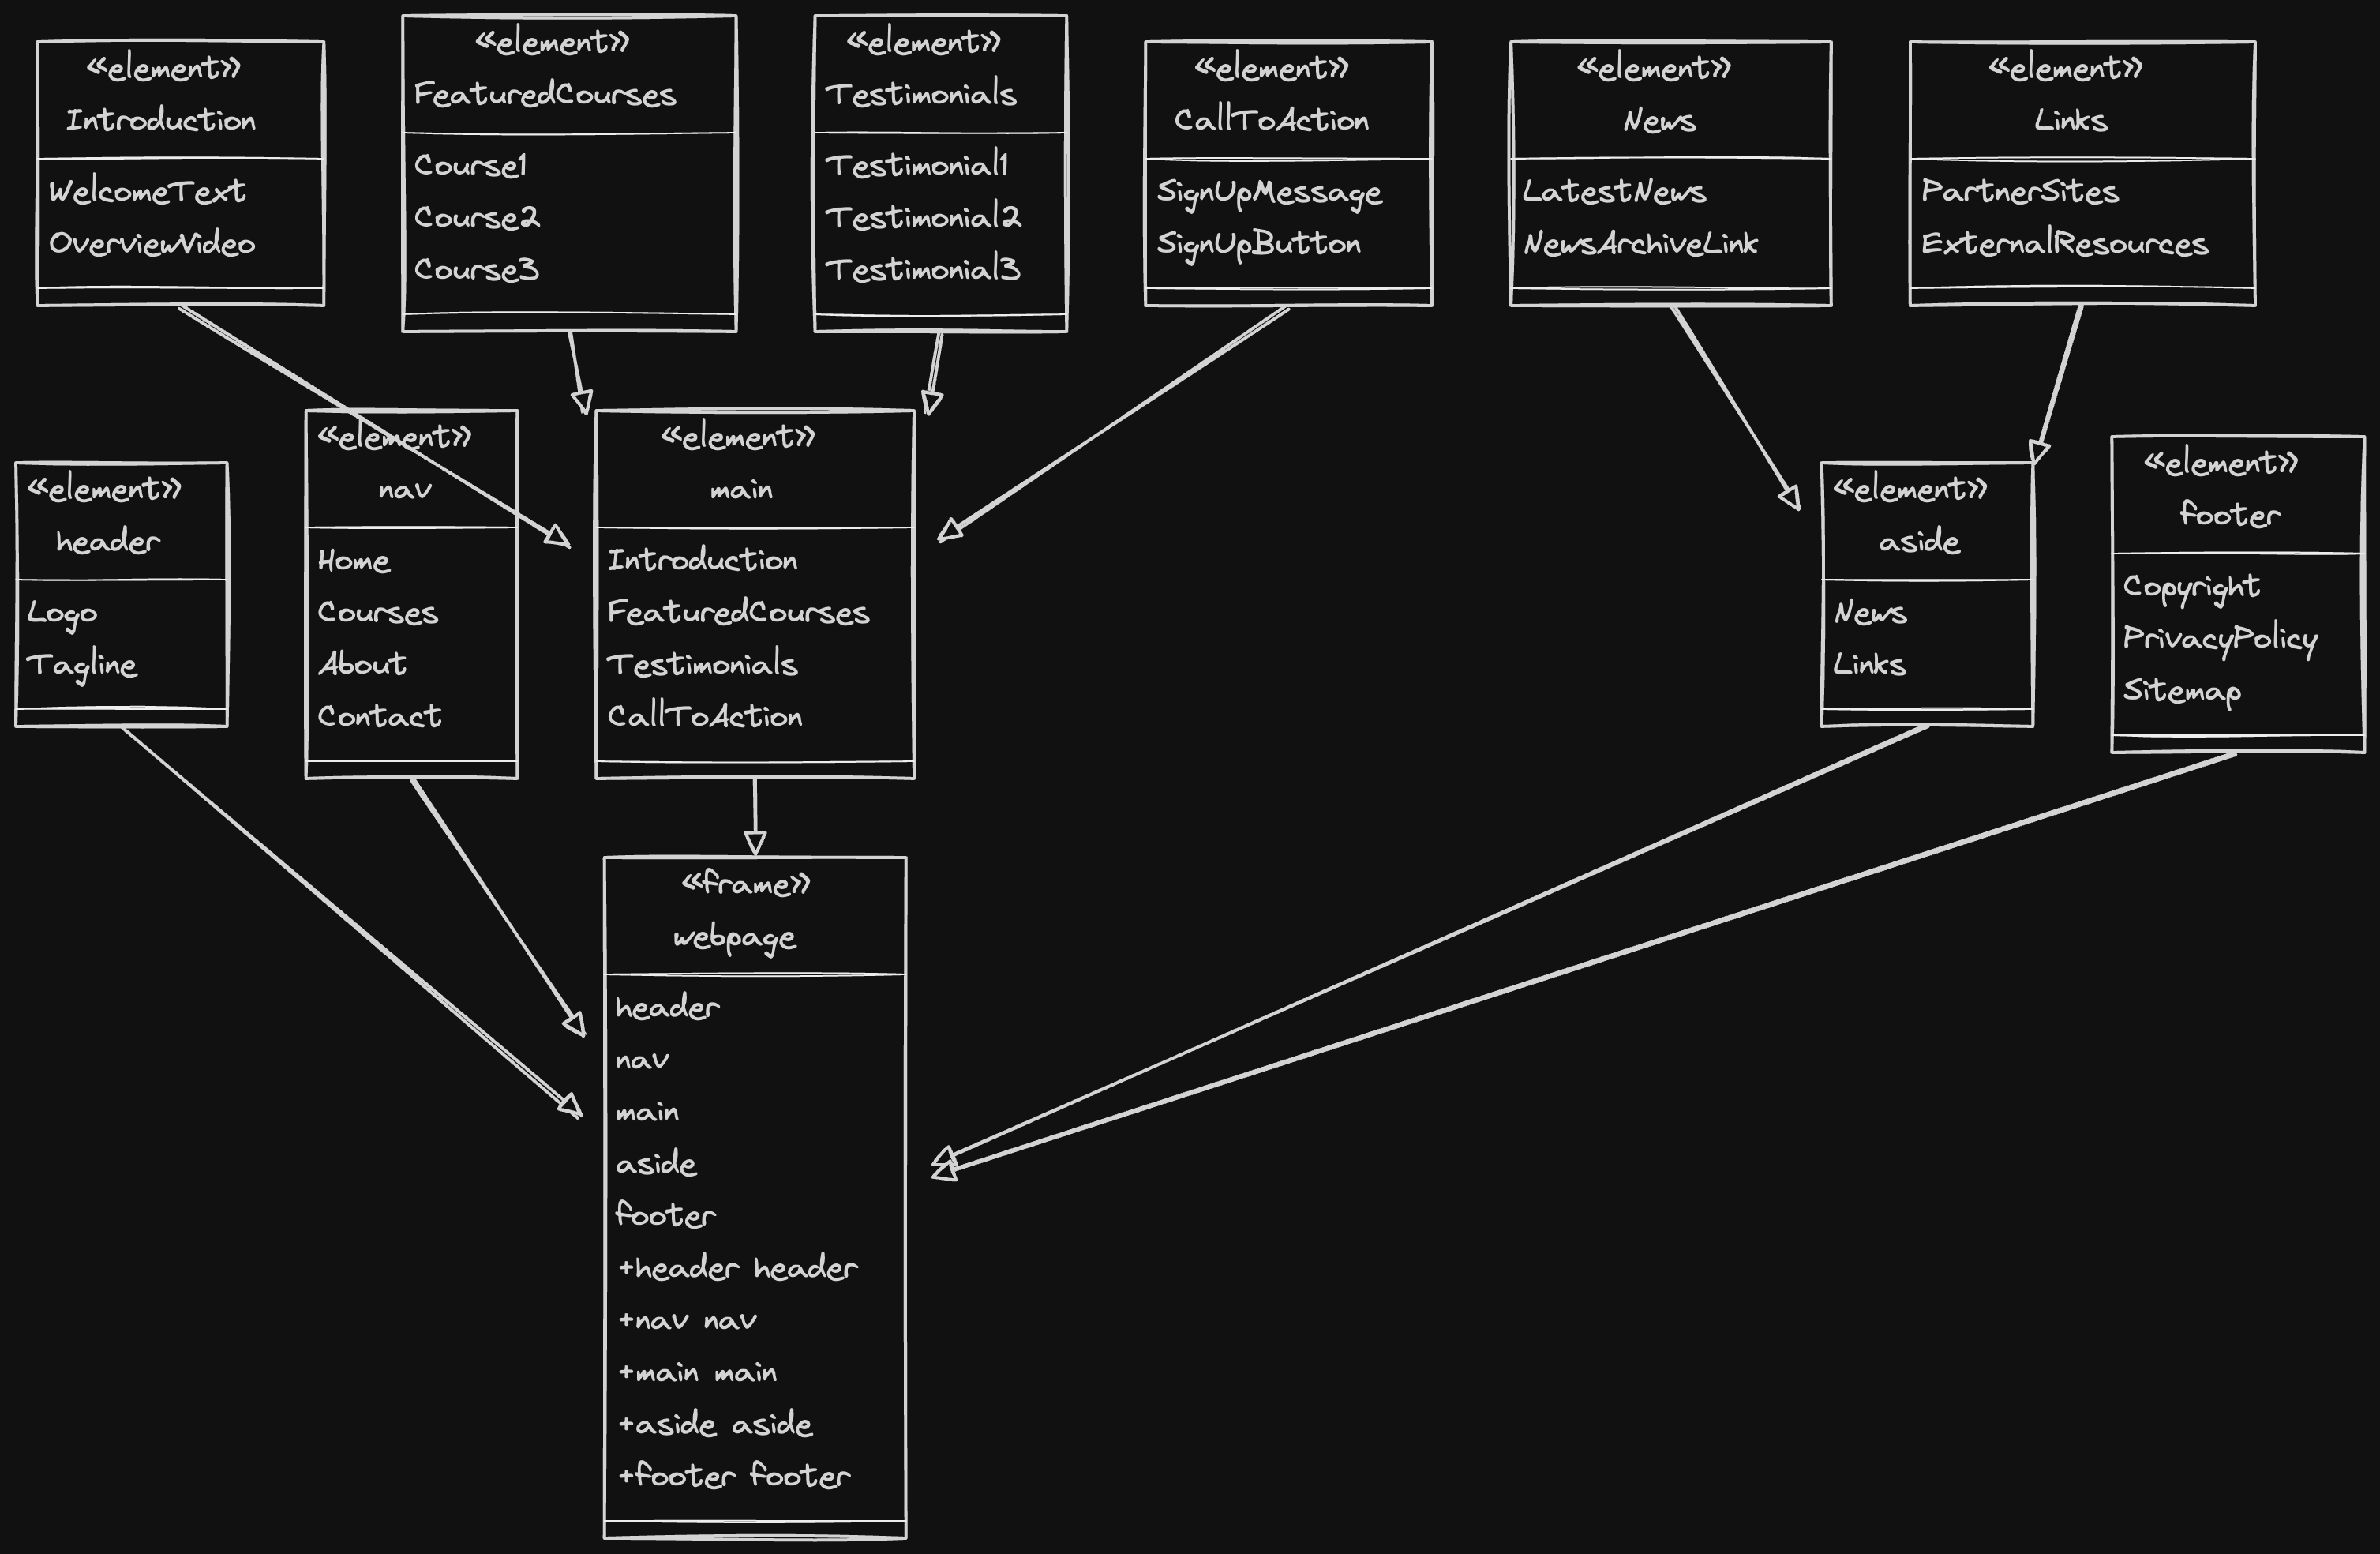 «element»
Introduction
WelcomeText
OverviewVideo
«element»
FeaturedCourses
Course1
Course2
Course3
«element»
Testimonials
Testimonial1
Testimonial2
Testimonial3
«element»
CallToAction
SignUpMessage
SignUpButton
«element»
News
LatestNews
NewsArchiveLink
«element»
Links
PartnerSites
ExternalResources
«element»
header
Logo
Tagline
«element»
nav
Home
Courses
About
Contact
«element»
main
Introduction
FeaturedCourses
Testimonials
CallToAction
«element»
aside
News
Links
«element»
footer
Copyright
PrivacyPolicy
Sitemap
«frame»
webpage
header
nav
main
aside
footer
+header header
+nav nav
+main main
+aside aside
+footer footer